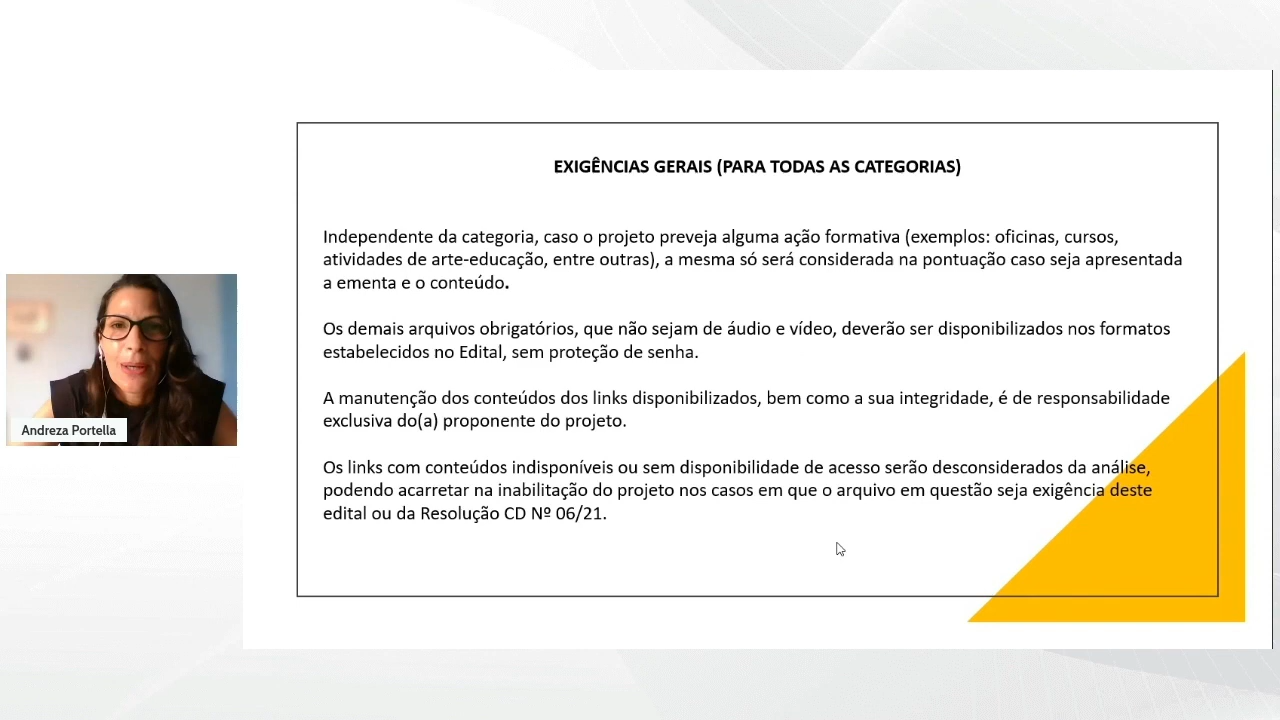 EXIGÊNCIAS GERAIS (PARA TODAS AS CATEGORIAS)
Independente da categoria, caso o projeto preveja alguma ação formativa (exemplos: oficinas, cursos,
atividades de arte-educação, entre outras), a mesma só será considerada na pontuação caso seja apresentada
a ementa e o conteúdo.
Os demais arquivos obrigatórios, que não sejam de áudio e vídeo, deverão ser disponibilizados nos formatos
estabelecidos no Edital, sem proteção de senha.
A manutenção dos conteúdos dos links disponibilizados, bem como a sua integridade, é de responsabilidade
exclusiva do(a) proponente do projeto.
Os links com conteúdos indisponíveis ou sem disponibilidade de acesso serão desconsiderados da análise,
podendo acarretar na inabilitação do projeto nos casos em que o arquivo em questão seja exigência deste
edital ou da Resolução CD Nº 06/21.
Andreza Portella